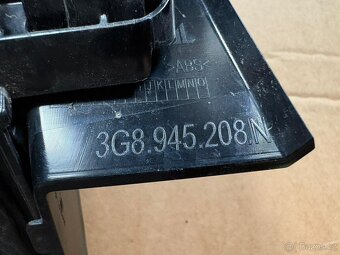 >ABS<
J K L M N O
3G8.945.208.N